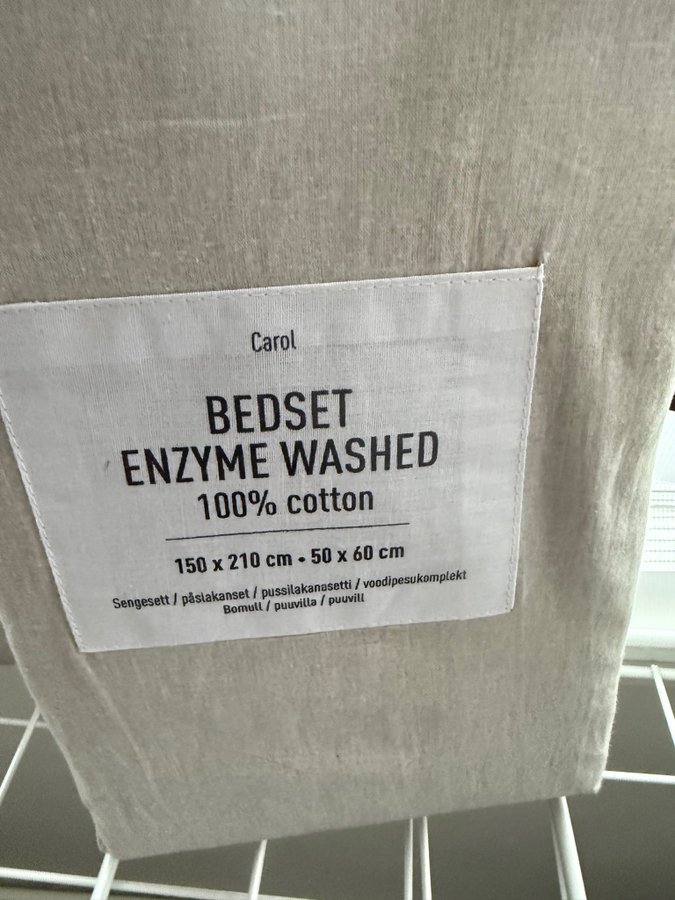 Carol
BEDSET
ENZYME WASHED
100% cotton
150 x 210 cm • 50 x 60 cm
Sengesett / påslakanset / pussilakanasetti / voodipesukomplekt
Bomull / puuvilla / puuvill